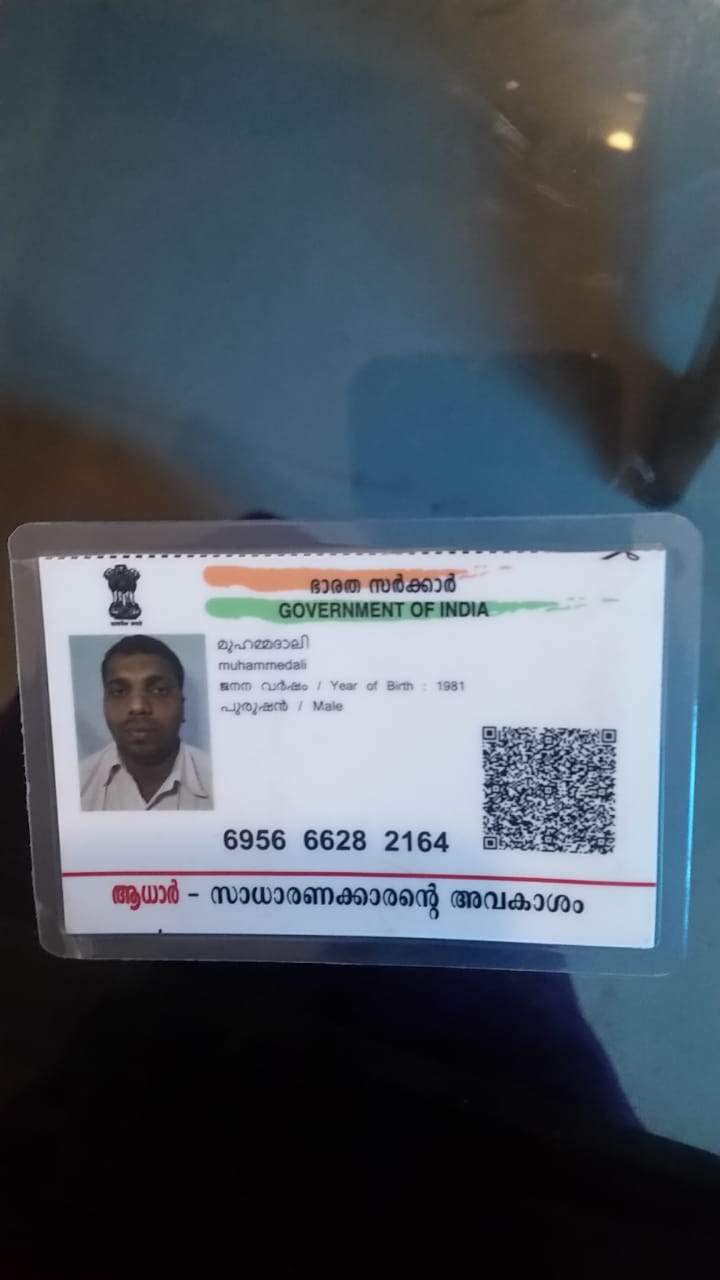 ഭാരത സർക്കാർ
GOVERNMENT OF INDIA
മുഹമ്മദാലി
muhammedali
ജനന വർഷം / Year of Birth : 1981
പുരുഷൻ / Male
6956 6628 2164
ആധാർ - സാധാരണക്കാരന്റെ അവകാശം